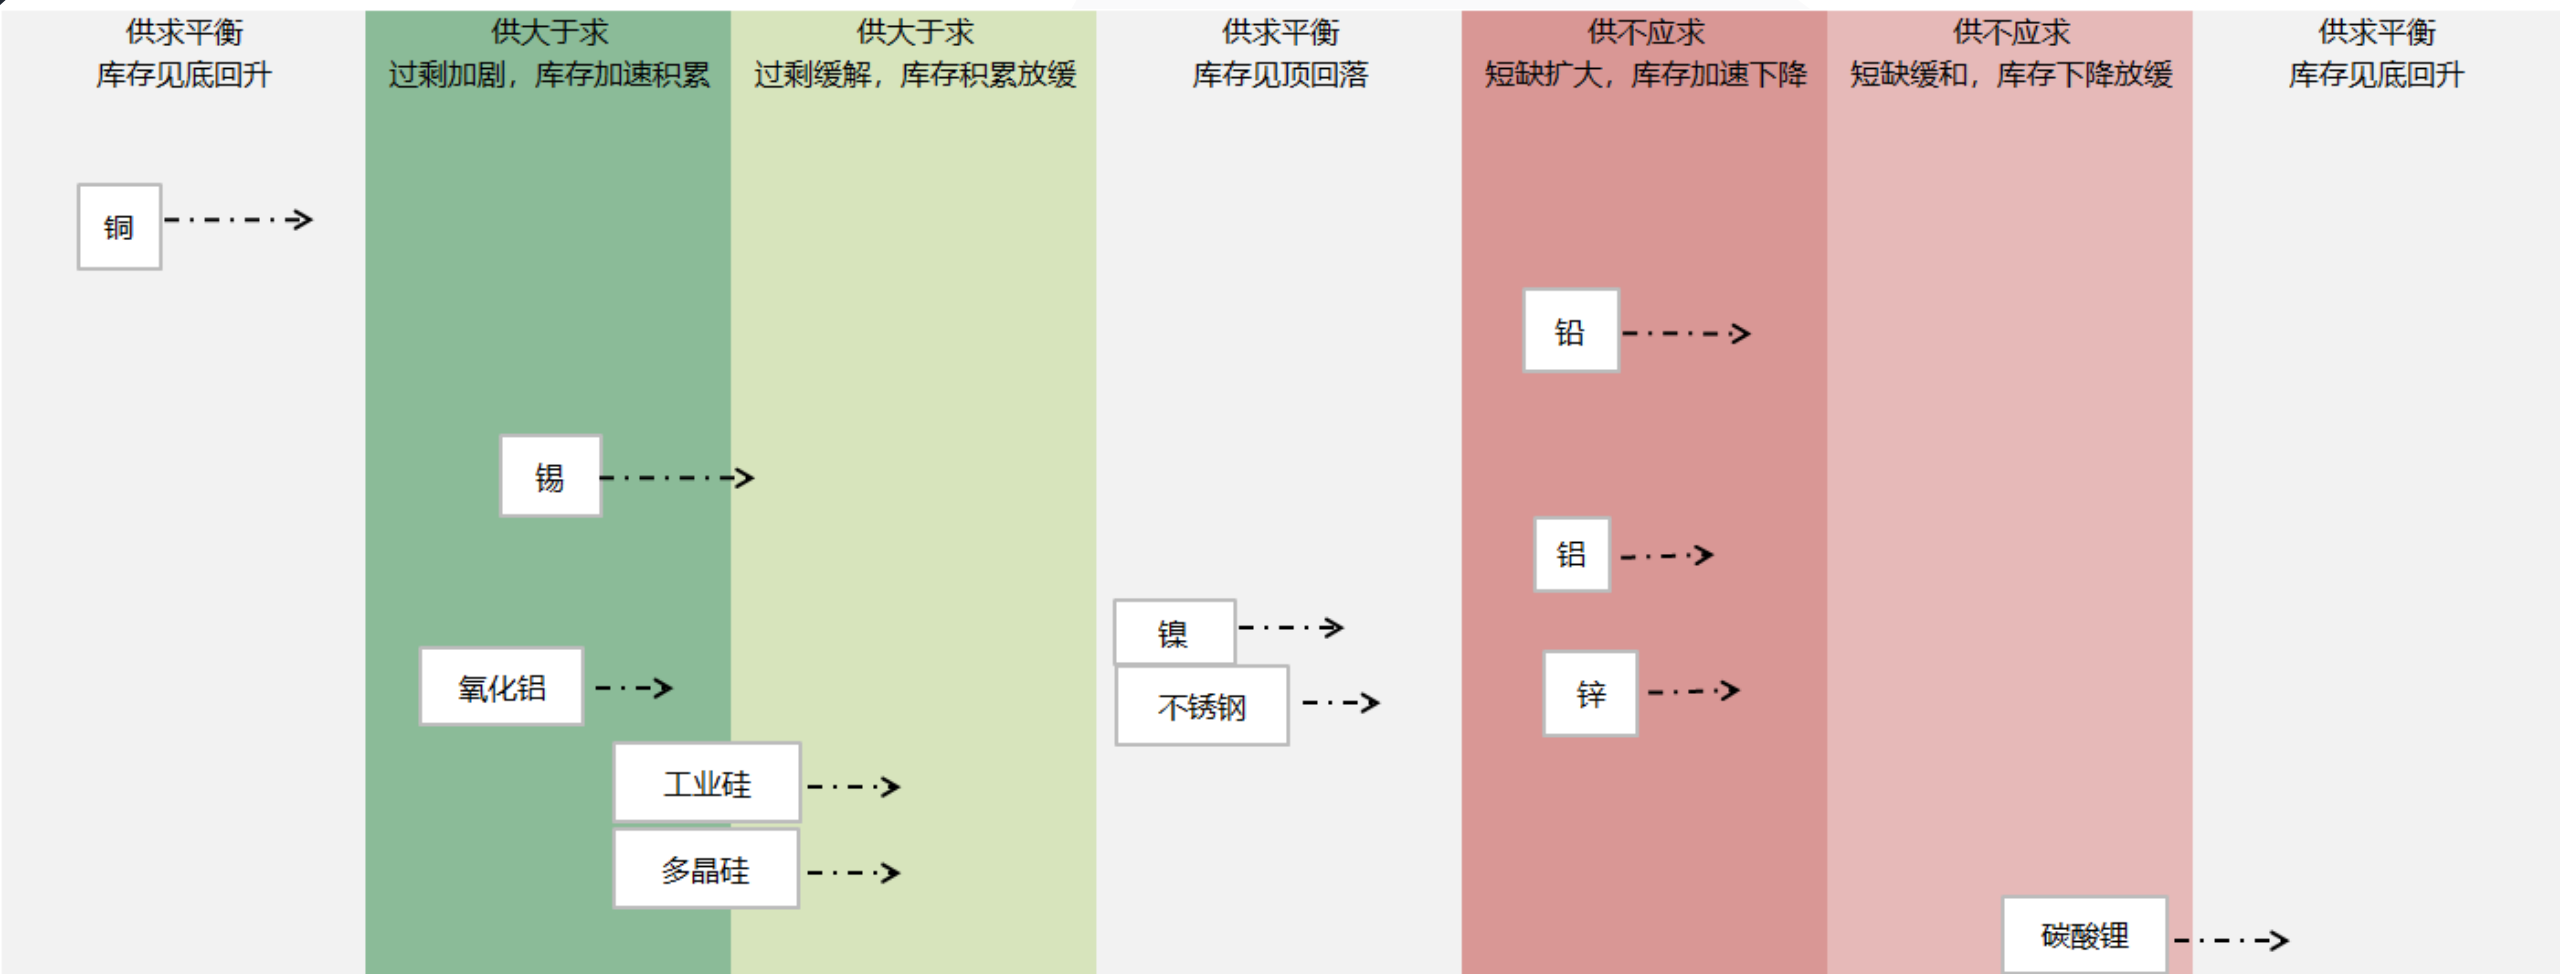 供求平衡
库存见底回升
供大于求
过剩加剧，库存加速积累
供大于求
过剩缓解，库存积累放缓
供求平衡
库存见顶回落
供不应求
短缺扩大，库存加速下降
供不应求
短缺缓和，库存下降放缓
供求平衡
库存见底回升
铜
铅
锡
铝
镍
氧化铝
不锈钢
锌
工业硅
多晶硅
碳酸锂